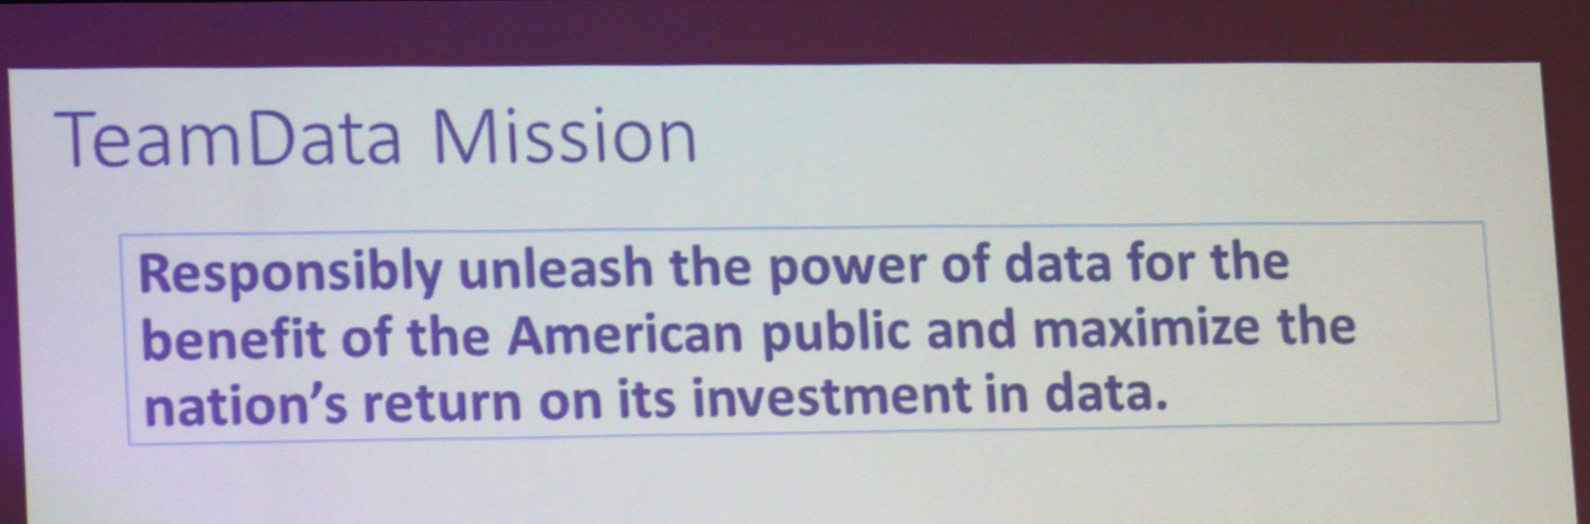 TeamData Mission
Responsibly unleash the power of data for the
benefit of the American public and maximize the
nation’s return on its investment in data.